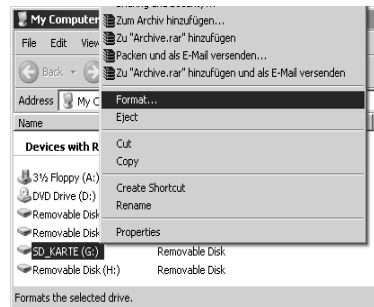 My Computer
File Edit View
Back
Address My C
Name
Devices with R
3½ Floppy (A:)
DVD Drive (D:)
Removable Disk
Removable Disk
SD_KARTE (G:) Removable Disk
Removable Disk (H:) Removable Disk
Formats the selected drive.
Sharing and Security...
Zum Archiv hinzufügen...
Zu "Archive.rar" hinzufügen
Packen und als E-Mail versenden...
Zu "Archive.rar" hinzufügen und als E-Mail versenden
Format...
Eject
Cut
Copy
Create Shortcut
Rename
Properties